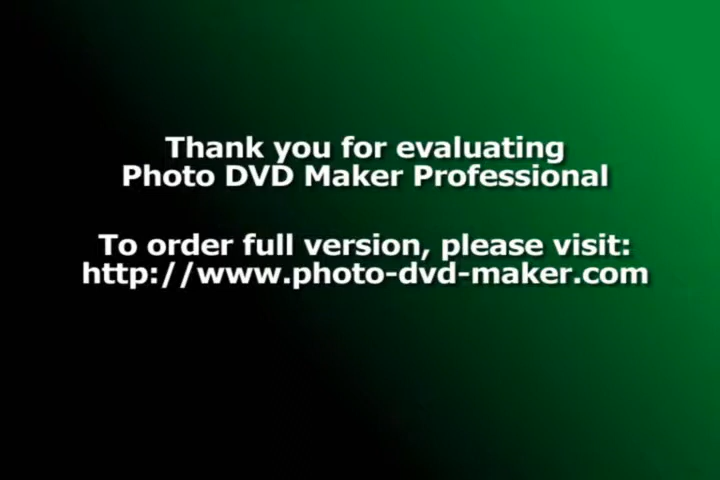 Thank you for evaluating
Photo DVD Maker Professional
To order full version, please visit:
http://www.photo-dvd-maker.com